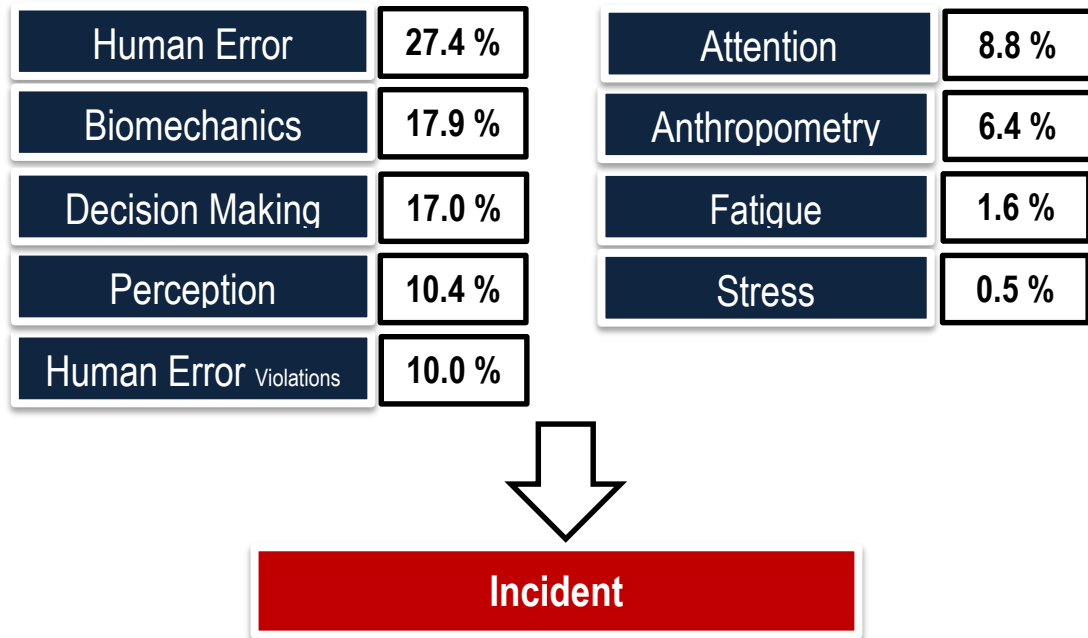 Human Error 27.4 %
Biomechanics 17.9 %
Decision Making 17.0 %
Perception 10.4 %
Human Error Violations 10.0 %
Attention 8.8 %
Anthropometry 6.4 %
Fatigue 1.6 %
Stress 0.5 %
Incident